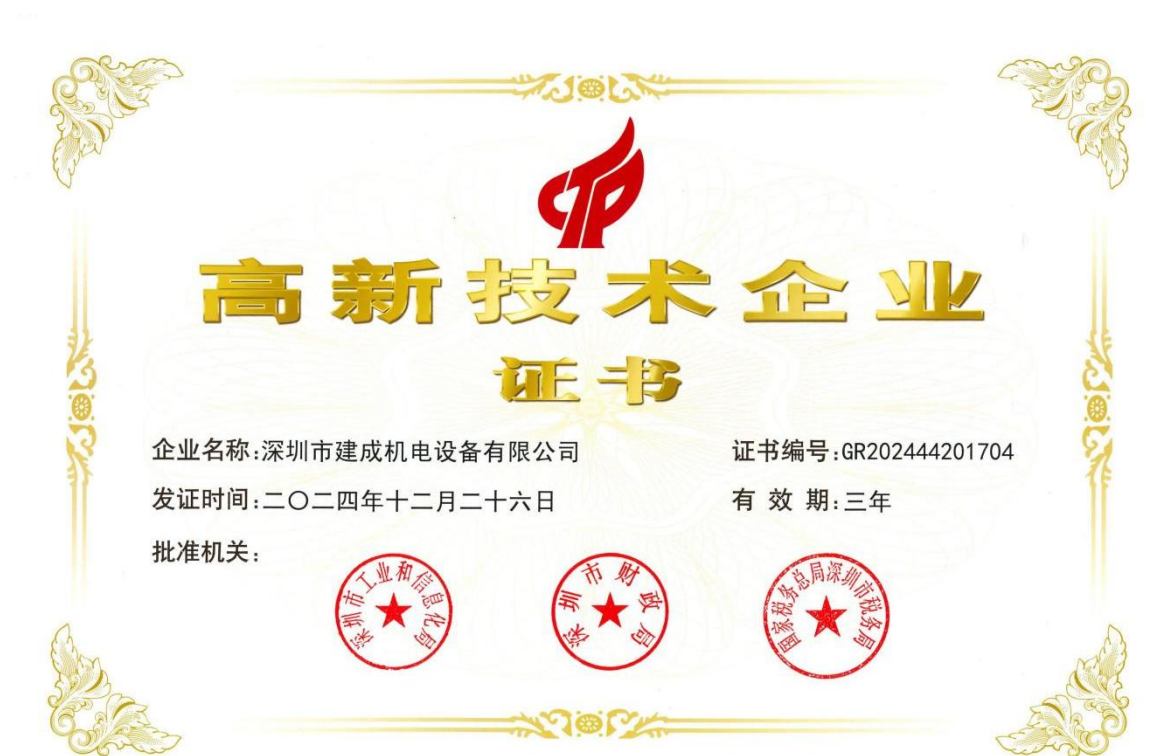 高新技术企业
证书
企业名称:深圳市建成机电设备有限公司 证书编号:GR202444201704
发证时间:二〇二四年十二月二十六日 有效期:三年
批准机关:
深圳市工业和信息化局
深圳市财政局
国家税务总局深圳市税务局